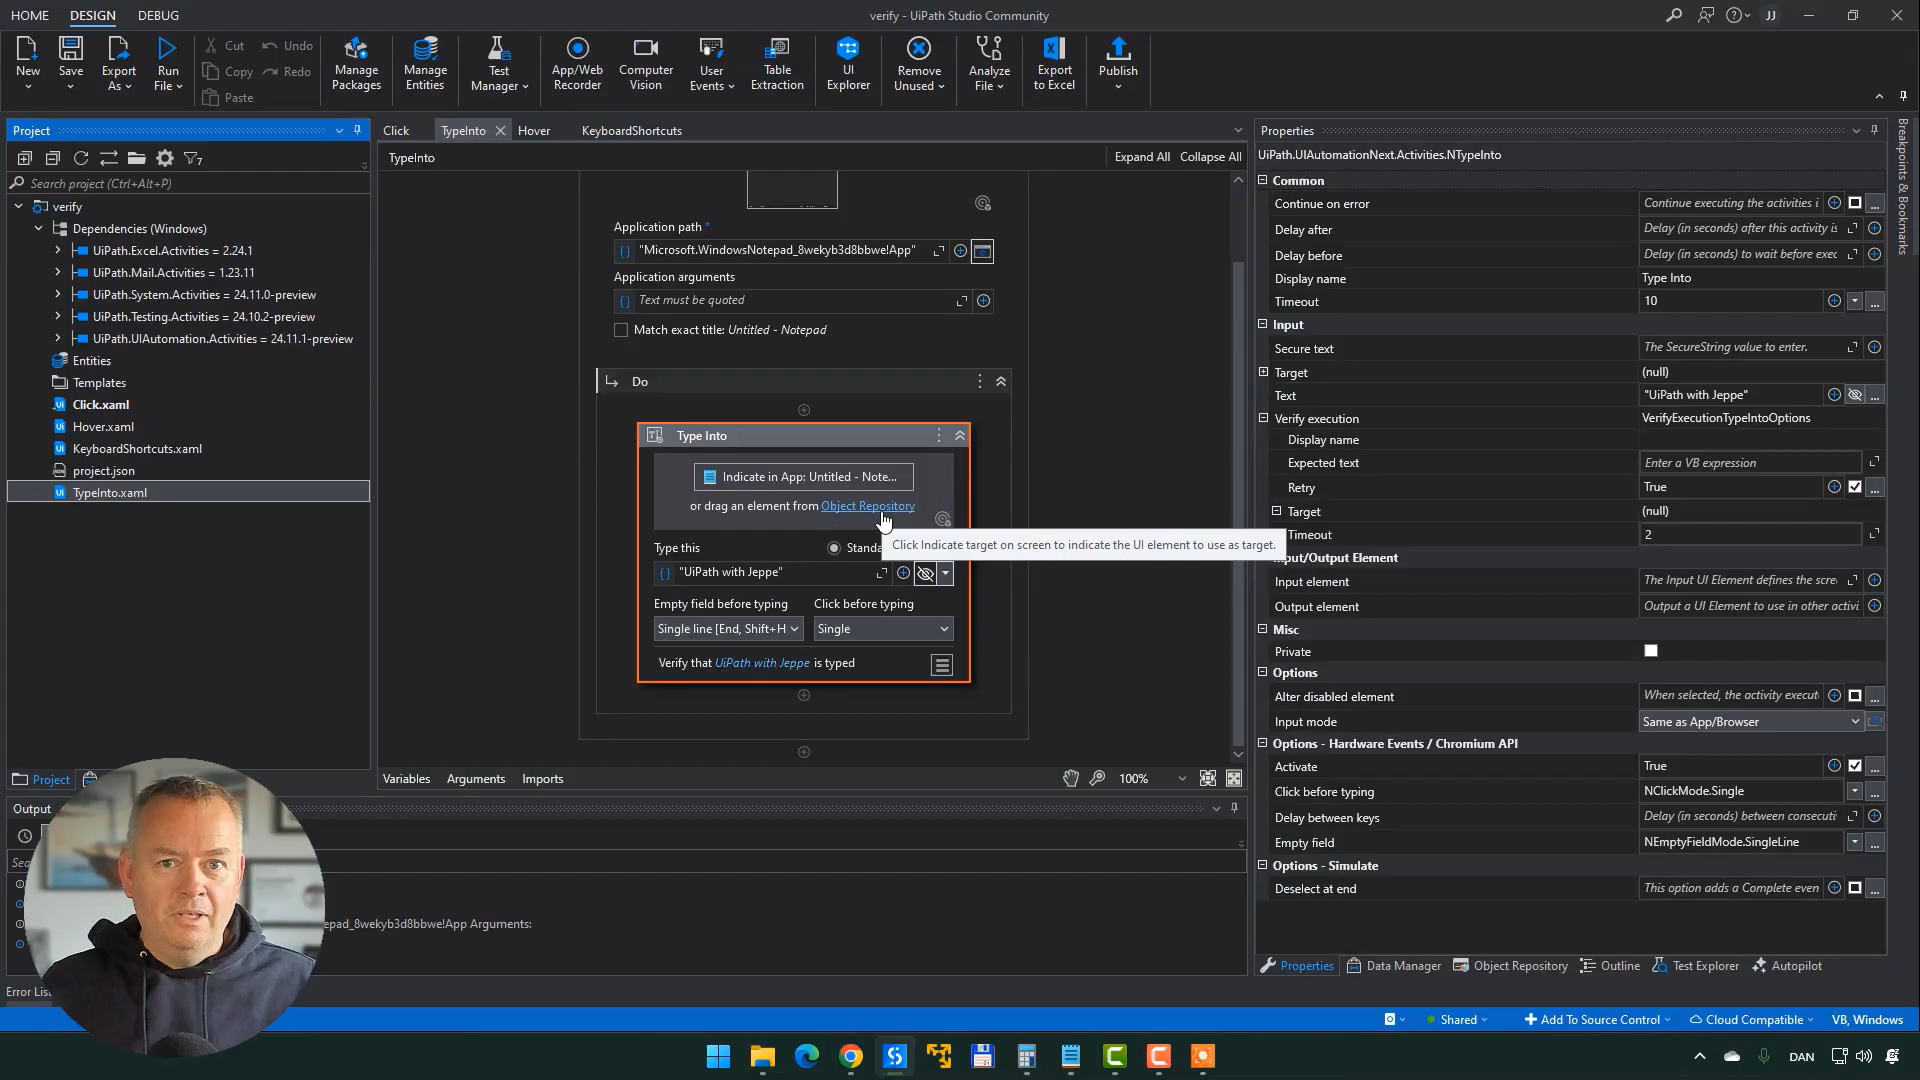 HOME DESIGN DEBUG
verify - UiPath Studio Community
JJ
New
Save
Export As
Run File
Cut
Copy
Paste
Undo
Redo
Manage Packages
Manage Entities
Test Manager
App/Web Recorder
Computer Vision
User Events
Table Extraction
UI Explorer
Remove Unused
Analyze File
Export to Excel
Publish
Project
Search project (Ctrl+Alt+P)
verify
Dependencies (Windows)
UiPath.Excel.Activities = 2.24.1
UiPath.Mail.Activities = 1.23.11
UiPath.System.Activities = 24.11.0-preview
UiPath.Testing.Activities = 24.10.2-preview
UiPath.UIAutomation.Activities = 24.11.1-preview
Entities
Templates
Click.xaml
Hover.xaml
KeyboardShortcuts.xaml
project.json
TypeInto.xaml
Project
Click TypeInto Hover KeyboardShortcuts
TypeInto
Expand All Collapse All
Application path *
"Microsoft.WindowsNotepad_8wekyb3d8bbwe!App"
Application arguments
Text must be quoted
Match exact title: Untitled - Notepad
Do
Type Into
Indicate in App: Untitled - Note...
or drag an element from Object Repository
Click Indicate target on screen to indicate the UI element to use as target.
Type this
"UiPath with Jeppe"
Empty field before typing Click before typing
Single line [End, Shift+H Single
Verify that UiPath with Jeppe is typed
Variables Arguments Imports
100%
Output
epad_8wekyb3d8bbwe!App Arguments:
Properties
UiPath.UIAutomationNext.Activities.NTypeInto
Common
Continue on error Continue executing the activities i
Delay after Delay (in seconds) after this activity is
Delay before Delay (in seconds) to wait before exec
Display name Type Into
Timeout 10
Input
Secure text The SecureString value to enter.
Target (null)
Text "UiPath with Jeppe"
Verify execution VerifyExecutionTypeIntoOptions
Display name
Expected text Enter a VB expression
Retry True
Target (null)
Timeout 2
Input/Output Element
Input element The Input UI Element defines the scre
Output element Output a UI Element to use in other activi
Misc
Private
Options
Alter disabled element When selected, the activity execut
Input mode Same as App/Browser
Options - Hardware Events / Chromium API
Activate True
Click before typing NClickMode.Single
Delay between keys Delay (in seconds) between consecuti
Empty field NEmptyFieldMode.SingleLine
Options - Simulate
Deselect at end This option adds a Complete even
Properties Data Manager Object Repository Outline Test Explorer Autopilot
Breakpoints & Bookmarks
Shared Add To Source Control Cloud Compatible VB, Windows
DAN